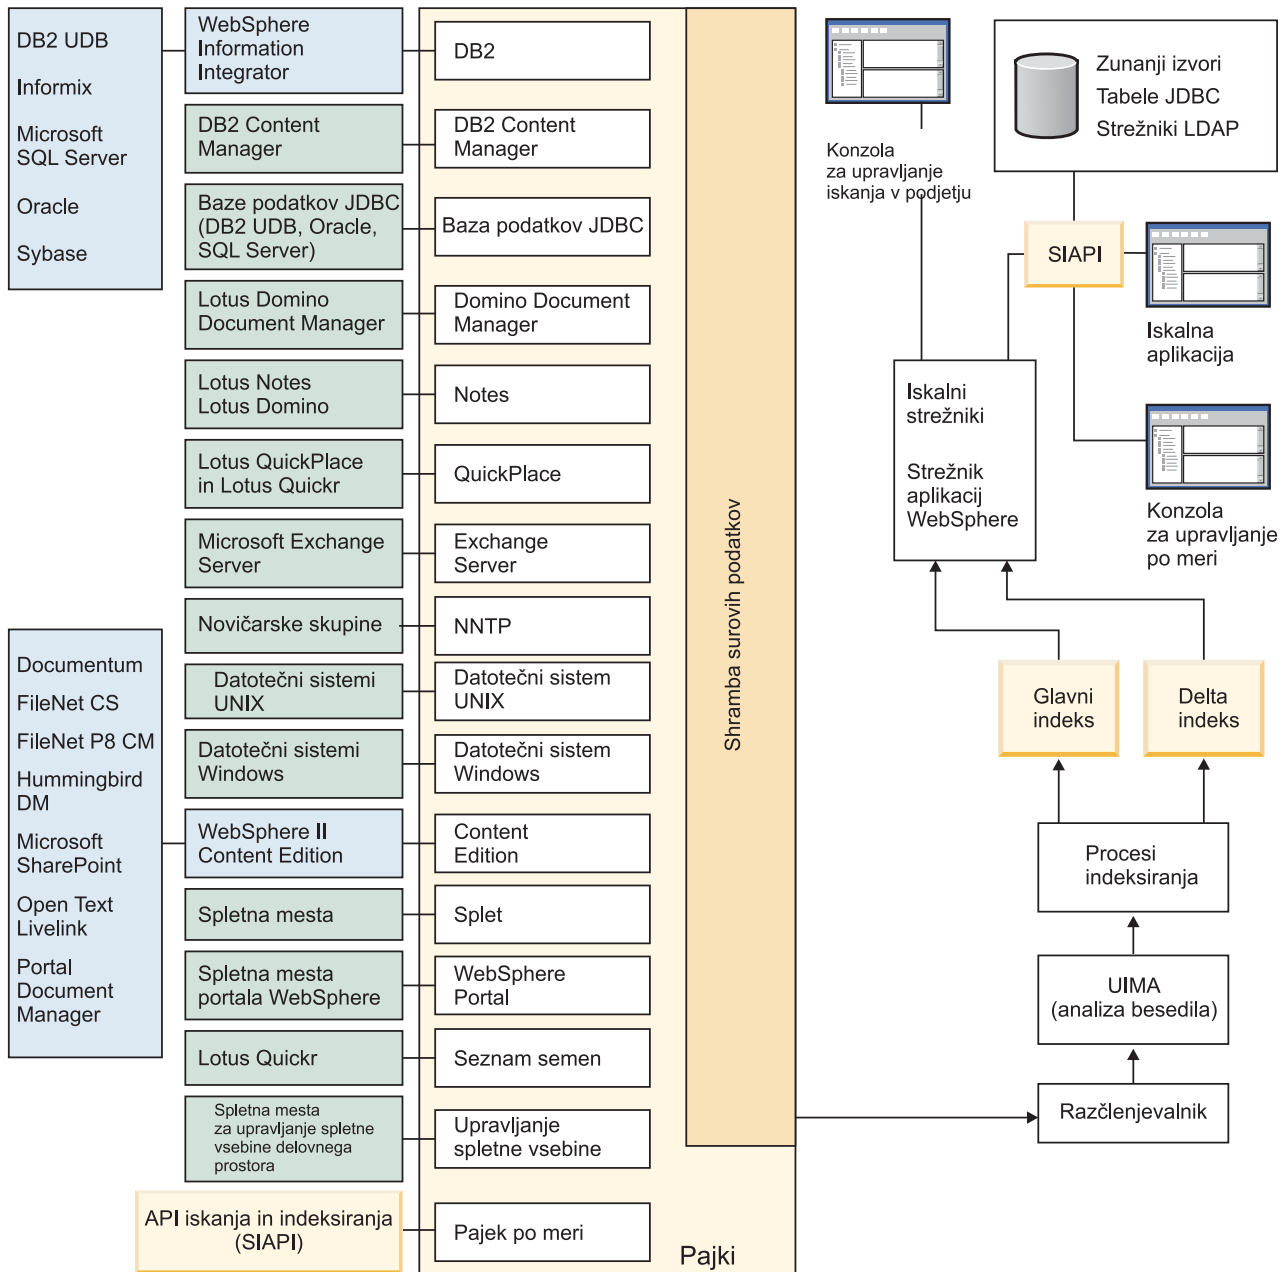 DB2 UDB
Informix
Microsoft
SQL Server
Oracle
Sybase
Documentum
FileNet CS
FileNet P8 CM
Hummingbird
DM
Microsoft
SharePoint
Open Text
Livelink
Portal
Document
Manager
WebSphere
Information
Integrator
DB2 Content
Manager
Baze podatkov JDBC
(DB2 UDB, Oracle,
SQL Server)
Lotus Domino
Document Manager
Lotus Notes
Lotus Domino
Lotus QuickPlace
in Lotus Quickr
Microsoft Exchange
Server
Novičarske skupine
Datotečni sistemi
UNIX
Datotečni sistemi
Windows
WebSphere II
Content Edition
Spletna mesta
Spletna mesta
portala WebSphere
Lotus Quickr
Spletna mesta
za upravljanje spletne
vsebine delovnega
prostora
API iskanja in indeksiranja
(SIAPI)
DB2
DB2 Content
Manager
Baza podatkov JDBC
Domino Document
Manager
Notes
QuickPlace
Exchange
Server
NNTP
Datotečni sistem
UNIX
Datotečni sistem
Windows
Content
Edition
Splet
WebSphere
Portal
Seznam semen
Upravljanje
spletne vsebine
Pajek po meri
Pajki
Shramba surovih podatkov
Konzola
za upravljanje
iskanja v podjetju
Zunanji izvori
Tabele JDBC
Strežniki LDAP
SIAPI
Iskalna
aplikacija
Konzola
za upravljanje
po meri
Iskalni
strežniki
Strežnik
aplikacij
WebSphere
Glavni
indeks
Delta
indeks
Procesi
indeksiranja
UIMA
(analiza besedila)
Razčlenjevalnik